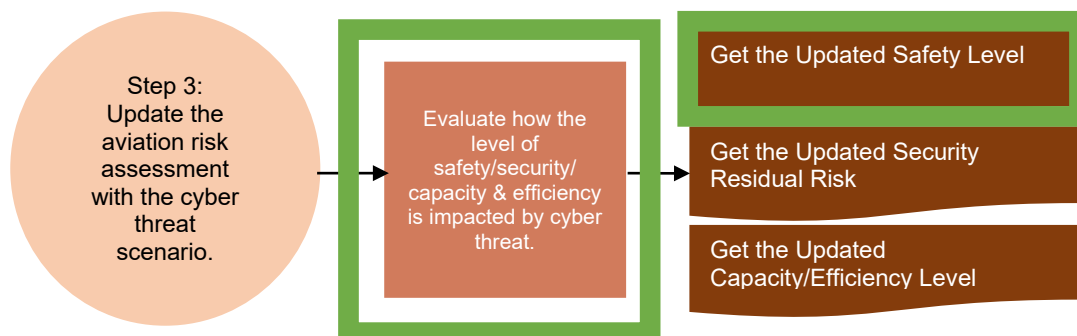 Step 3:
Update the
aviation risk
assessment
with the cyber
threat
scenario.
Evaluate how the
level of
safety/security/
capacity & efficiency
is impacted by cyber
threat.
Get the Updated Safety Level
Get the Updated Security
Residual Risk
Get the Updated
Capacity/Efficiency Level